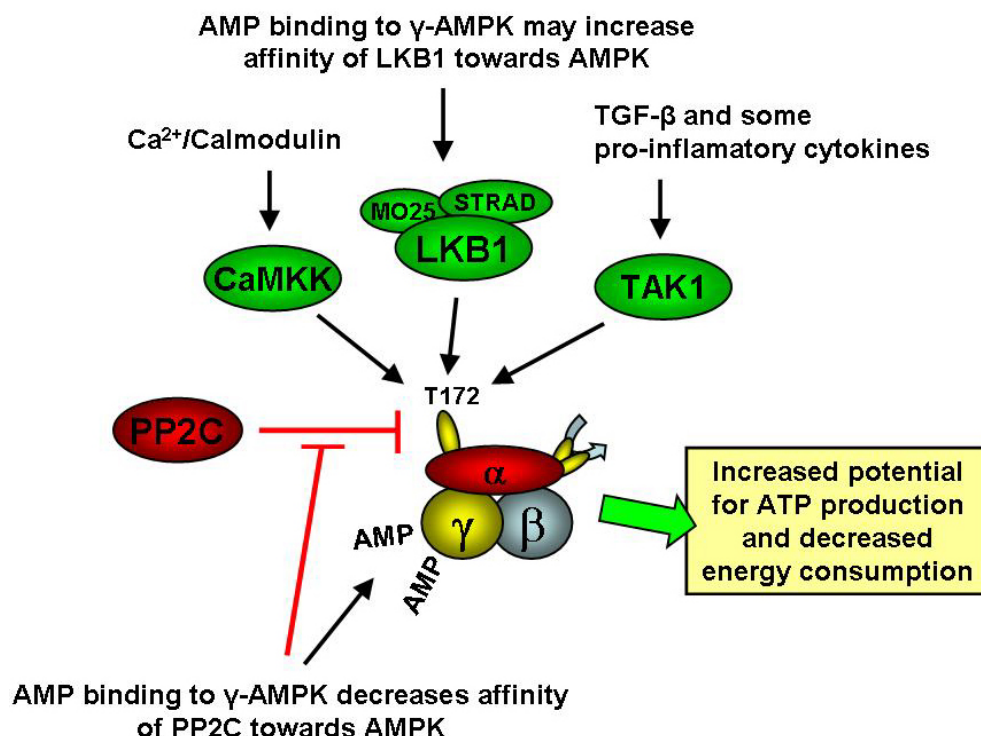 AMP binding to γ-AMPK may increase
affinity of LKB1 towards AMPK
Ca²⁺/Calmodulin
TGF-β and some
pro-inflamatory cytokines
MO25
STRAD
LKB1
CaMKK
TAK1
T172
PP2C
α
γ
β
AMP
AMP
Increased potential
for ATP production
and decreased
energy consumption
AMP binding to γ-AMPK decreases affinity
of PP2C towards AMPK